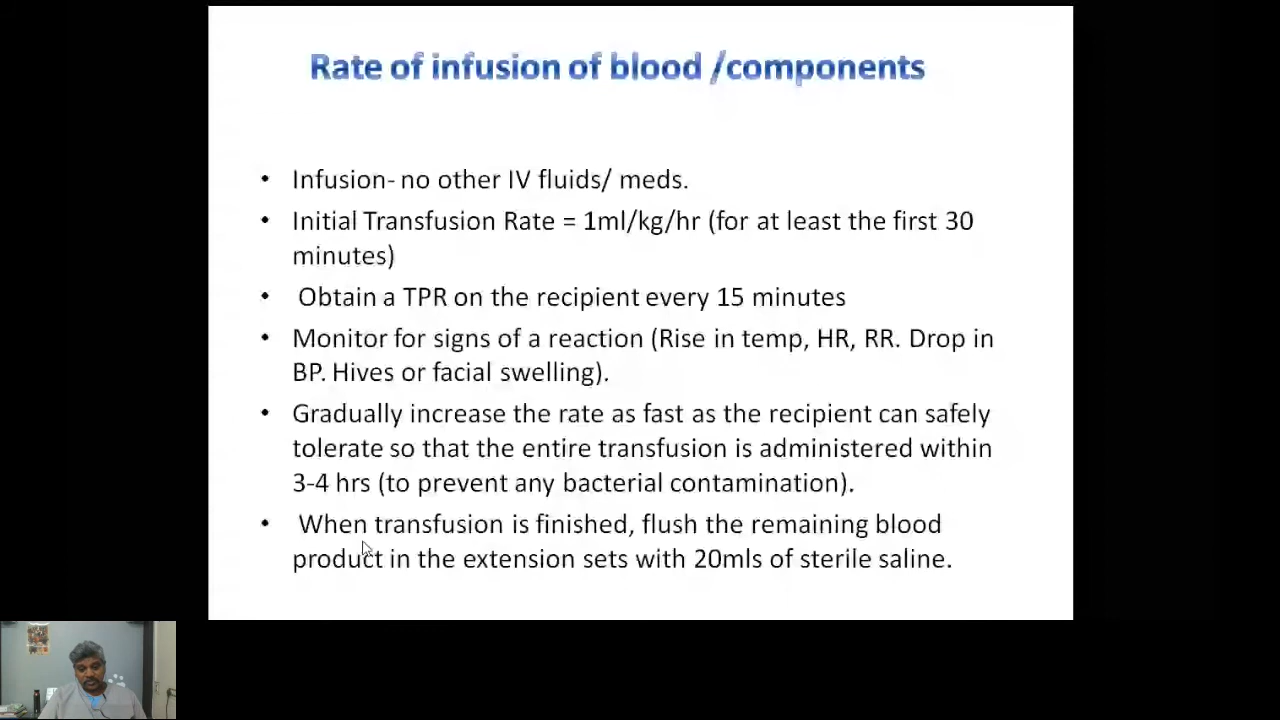 Rate of infusion of blood /components
• Infusion- no other IV fluids/ meds.
• Initial Transfusion Rate = 1ml/kg/hr (for at least the first 30
minutes)
• Obtain a TPR on the recipient every 15 minutes
• Monitor for signs of a reaction (Rise in temp, HR, RR. Drop in
BP. Hives or facial swelling).
• Gradually increase the rate as fast as the recipient can safely
tolerate so that the entire transfusion is administered within
3-4 hrs (to prevent any bacterial contamination).
• When transfusion is finished, flush the remaining blood
product in the extension sets with 20mls of sterile saline.